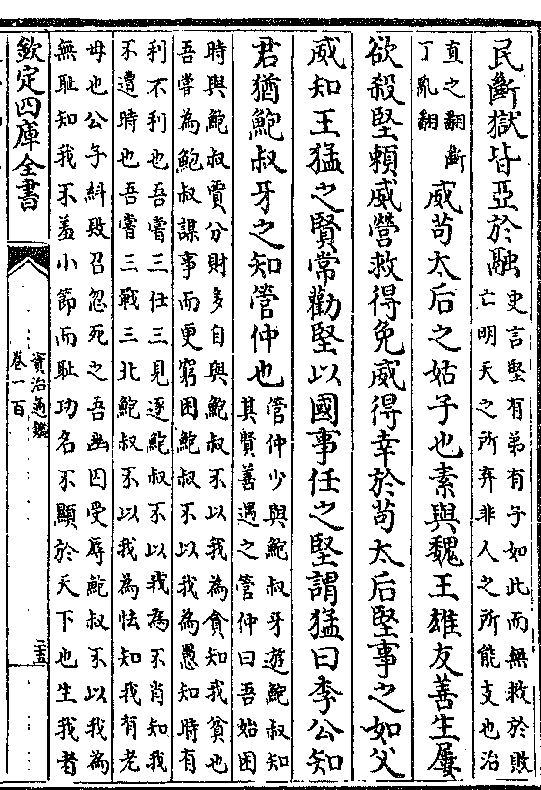 民斷獄皆亞於融
史言堅有弟有子如此而無救於敗
亡明天之所弃非人之所能支也治
直之翻斷
丁亂翻
威苟太后之姑子也素與魏王雄友善生屢
欲殺堅頼威營救得免威得幸於苟太后堅事之如父
威知王猛之賢常勸堅以國事任之堅謂猛曰李公知
君猶鮑叔牙之知管仲也
管仲少與鮑叔牙遊鮑叔知
其賢善遇之管仲曰吾始困
時與鮑叔賈分財多自與鮑叔不以我為貪知我貧也
吾嘗為鮑叔謀事而更窮困鮑叔不以我為愚知時有
利不利也吾嘗三仕三見逐鮑叔不以我為不肖知我
不遭時也吾嘗三戰三北鮑叔不以我為怯知我有老
母也公子糾敗召忽死之吾幽囚受辱鮑叔不以我為
無耻知我不羞小節而耻功名不顯於天下也生我者
欽定四庫全書
資治通鑑
卷一百